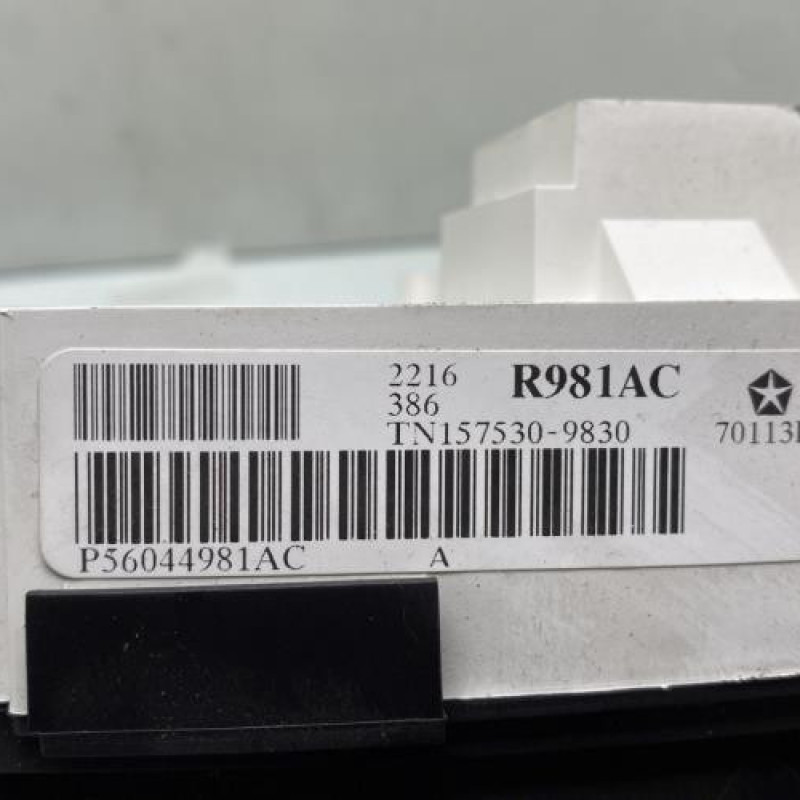 2216 R981AC
386
TN157530-9830 70113
P56044981AC A